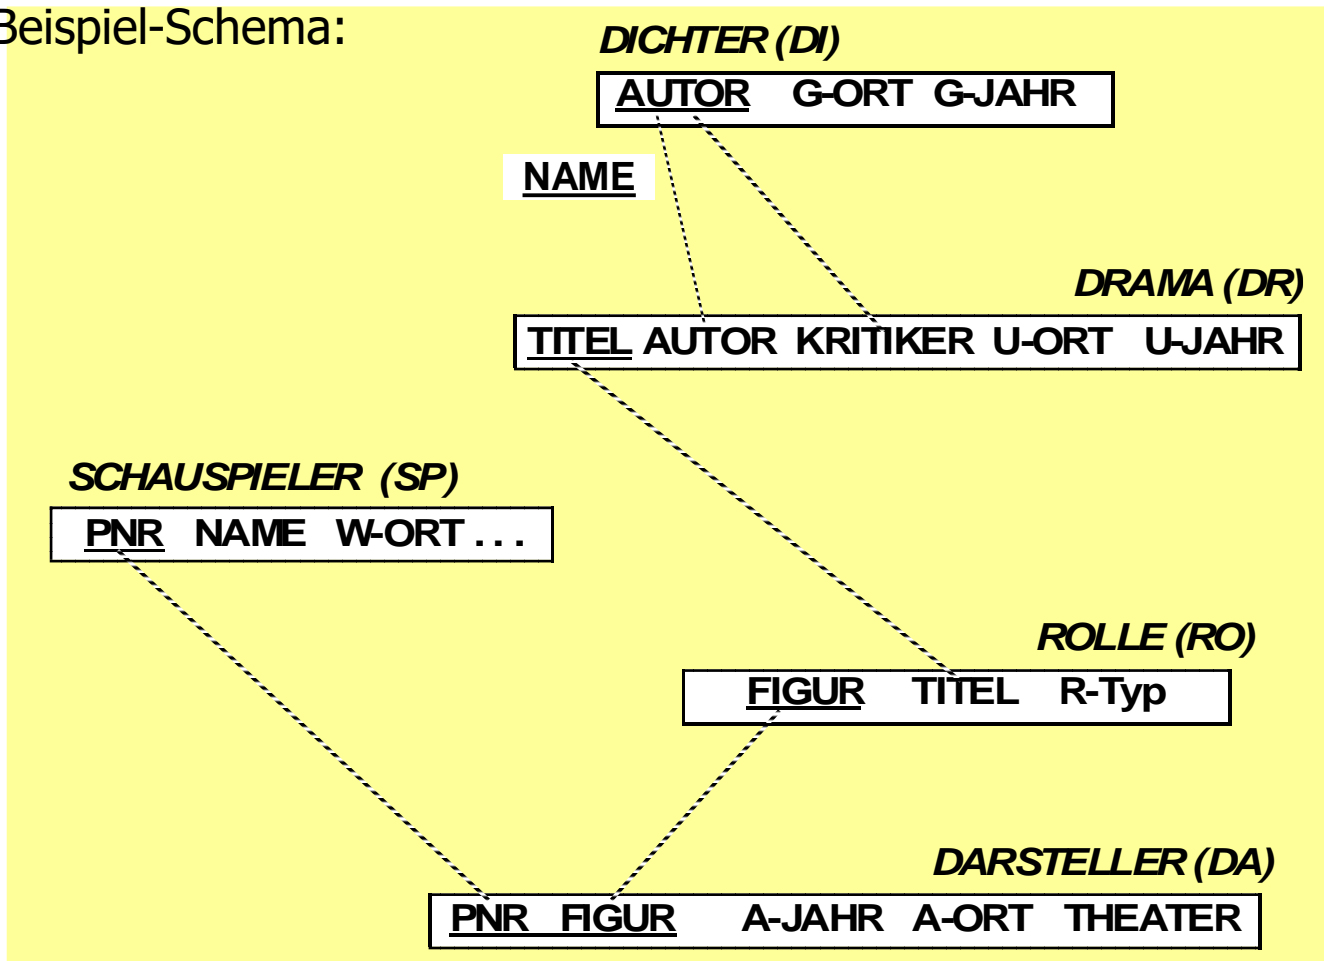 Beispiel-Schema:
DICHTER (DI)
AUTOR G-ORT G-JAHR
NAME
DRAMA (DR)
TITEL AUTOR KRITIKER U-ORT U-JAHR
SCHAUSPIELER (SP)
PNR NAME W-ORT . . .
ROLLE (RO)
FIGUR TITEL R-Typ
DARSTELLER (DA)
PNR FIGUR A-JAHR A-ORT THEATER